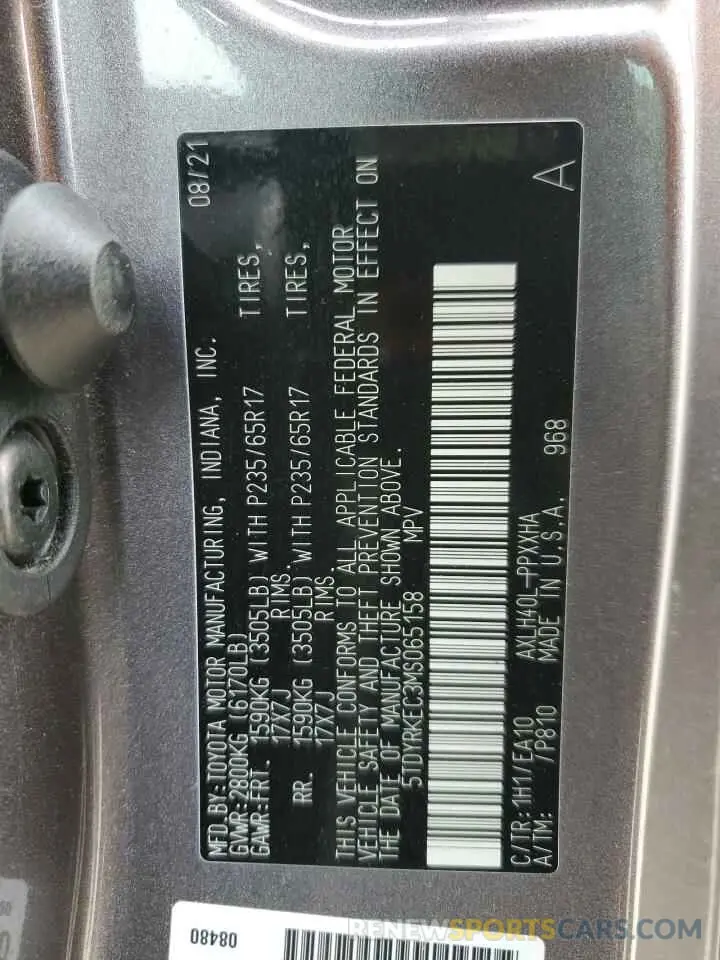 MFD.BY:TOYOTA MOTOR MANUFACTURING, INDIANA, INC. 08/21
GVWR:2800KG (6170LB)
GAWR:FRT. 1590KG (3505LB) WITH P235/65R17 TIRES,
17X7J RIMS.
RR. 1590KG (3505LB) WITH P235/65R17 TIRES,
17X7J RIMS.
THIS VEHICLE CONFORMS TO ALL APPLICABLE FEDERAL MOTOR
VEHICLE SAFETY AND THEFT PREVENTION STANDARDS IN EFFECT ON
THE DATE OF MANUFACTURE SHOWN ABOVE.
5TDYRKEC3MS065158 MPV
C/TR:1H1/EA10 AXLH40L-PPXXHA 968
A/TM: /P810 MADE IN U.S.A. A
08480
RENEWSPORTSCARS.COM